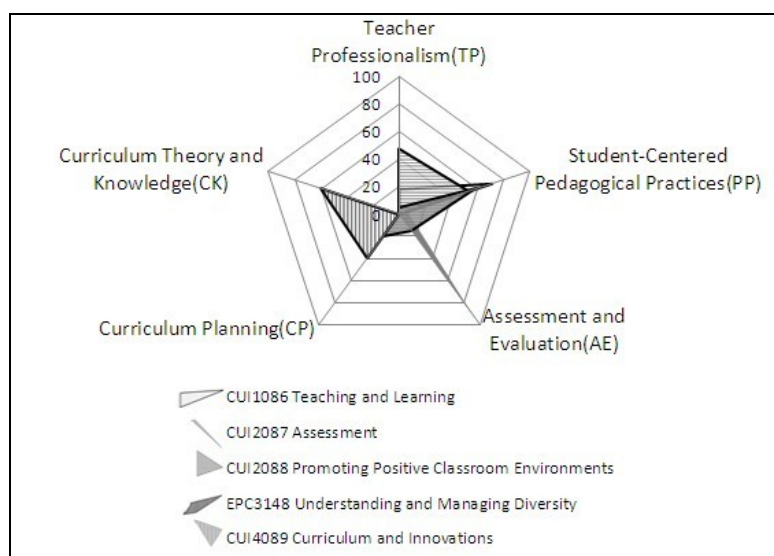 Teacher
Professionalism(TP)
100
80
60
40
20
0
Curriculum Theory and
Knowledge(CK)
Student-Centered
Pedagogical Practices(PP)
Curriculum Planning(CP)
Assessment and
Evaluation(AE)
CUI1086 Teaching and Learning
CUI2087 Assessment
CUI2088 Promoting Positive Classroom Environments
EPC3148 Understanding and Managing Diversity
CUI4089 Curriculum and Innovations